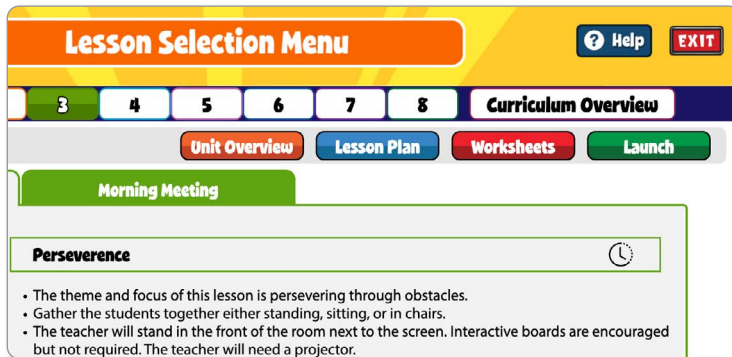 Lesson Selection Menu
? Help
EXIT
3 4 5 6 7 8 Curriculum Overview
Unit Overview Lesson Plan Worksheets Launch
Morning Meeting
Perseverence
• The theme and focus of this lesson is persevering through obstacles.
• Gather the students together either standing, sitting, or in chairs.
• The teacher will stand in the front of the room next to the screen. Interactive boards are encouraged
but not required. The teacher will need a projector.